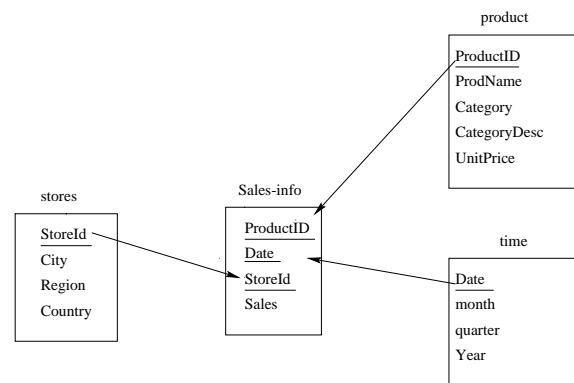 product
ProductID
ProdName
Category
CategoryDesc
UnitPrice
Sales-info
ProductID
Date
StoreId
Sales
stores
StoreId
City
Region
Country
time
Date
month
quarter
Year